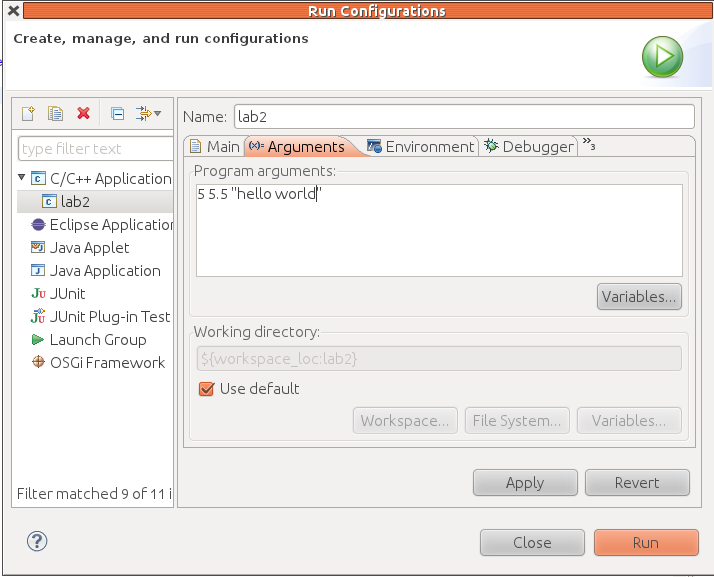 Run Configurations
Create, manage, and run configurations
type filter text
C/C++ Application
lab2
Eclipse Application
Java Applet
Java Application
JUnit
JUnit Plug-in Test
Launch Group
OSGi Framework
Filter matched 9 of 11 i
Name: lab2
Main (x)= Arguments Environment Debugger »3
Program arguments:
5 5.5 "hello world"
Variables...
Working directory:
${workspace_loc:lab2}
Use default
Workspace... File System... Variables...
Apply Revert
Close Run